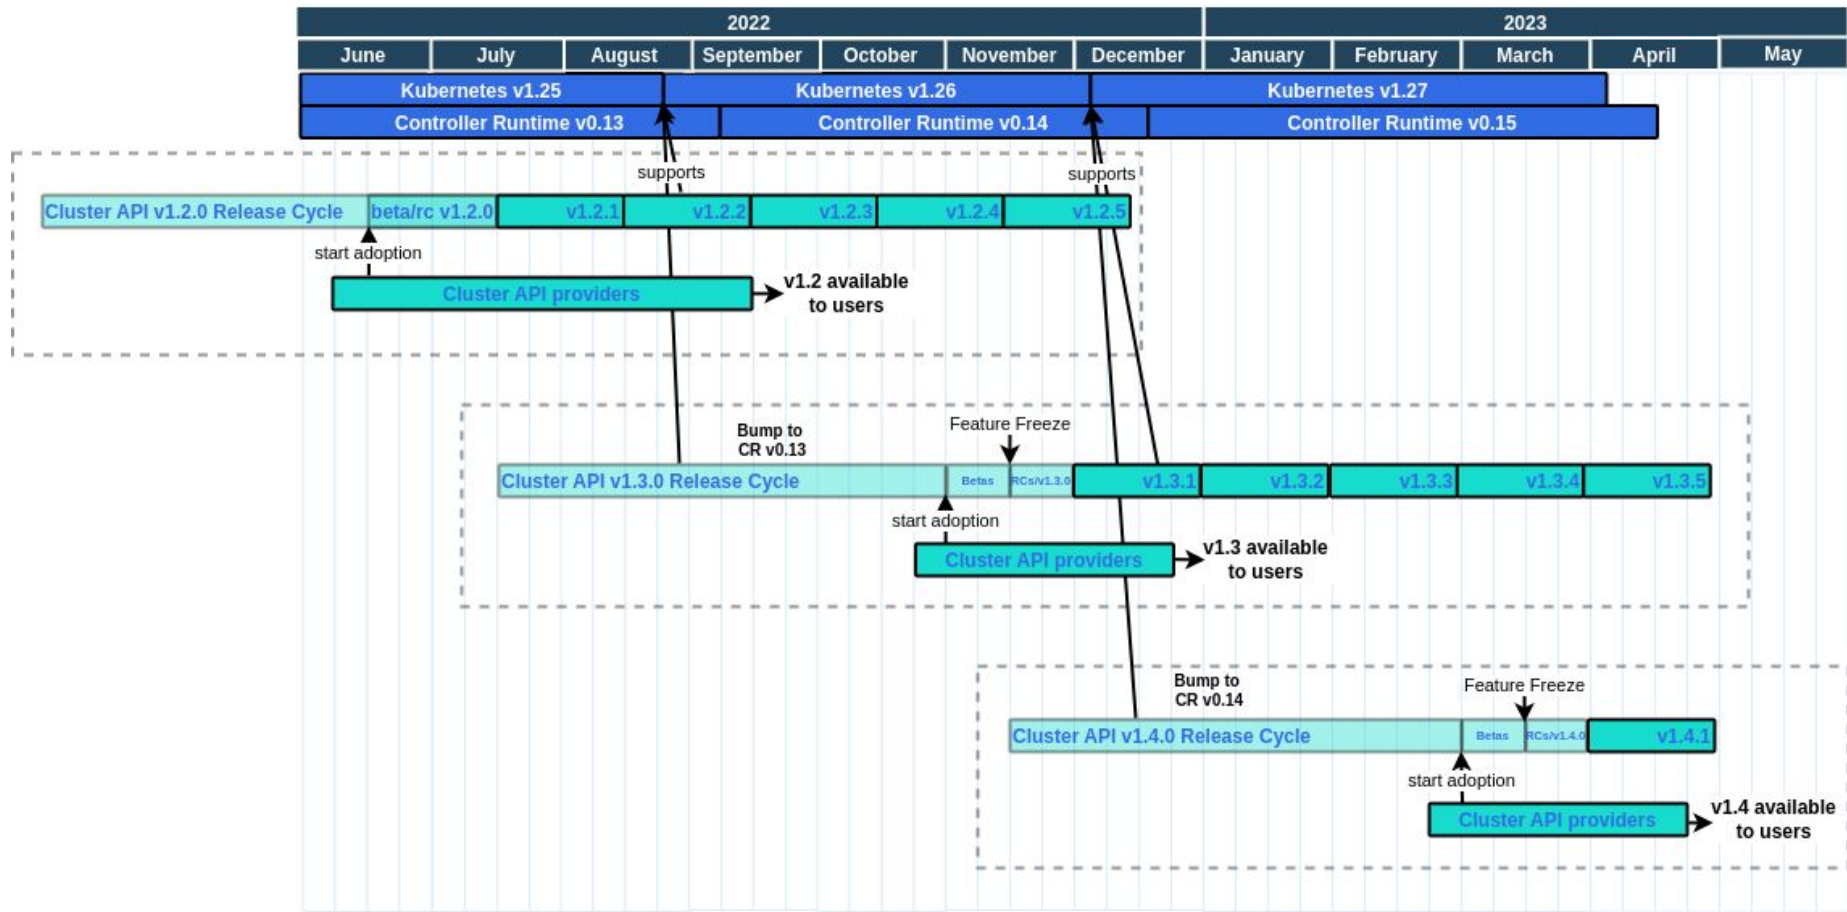 2022
2023
June
July
August
September
October
November
December
January
February
March
April
May
Kubernetes v1.25
Kubernetes v1.26
Kubernetes v1.27
Controller Runtime v0.13
Controller Runtime v0.14
Controller Runtime v0.15
supports
supports
Cluster API v1.2.0 Release Cycle
beta/rc v1.2.0
v1.2.1
v1.2.2
v1.2.3
v1.2.4
v1.2.5
start adoption
Cluster API providers
v1.2 available
to users
Bump to
CR v0.13
Feature Freeze
Cluster API v1.3.0 Release Cycle
Betas
RCs/v1.3.0
v1.3.1
v1.3.2
v1.3.3
v1.3.4
v1.3.5
start adoption
Cluster API providers
v1.3 available
to users
Bump to
CR v0.14
Feature Freeze
Cluster API v1.4.0 Release Cycle
Betas
RCs/v1.4.0
v1.4.1
start adoption
Cluster API providers
v1.4 available
to users